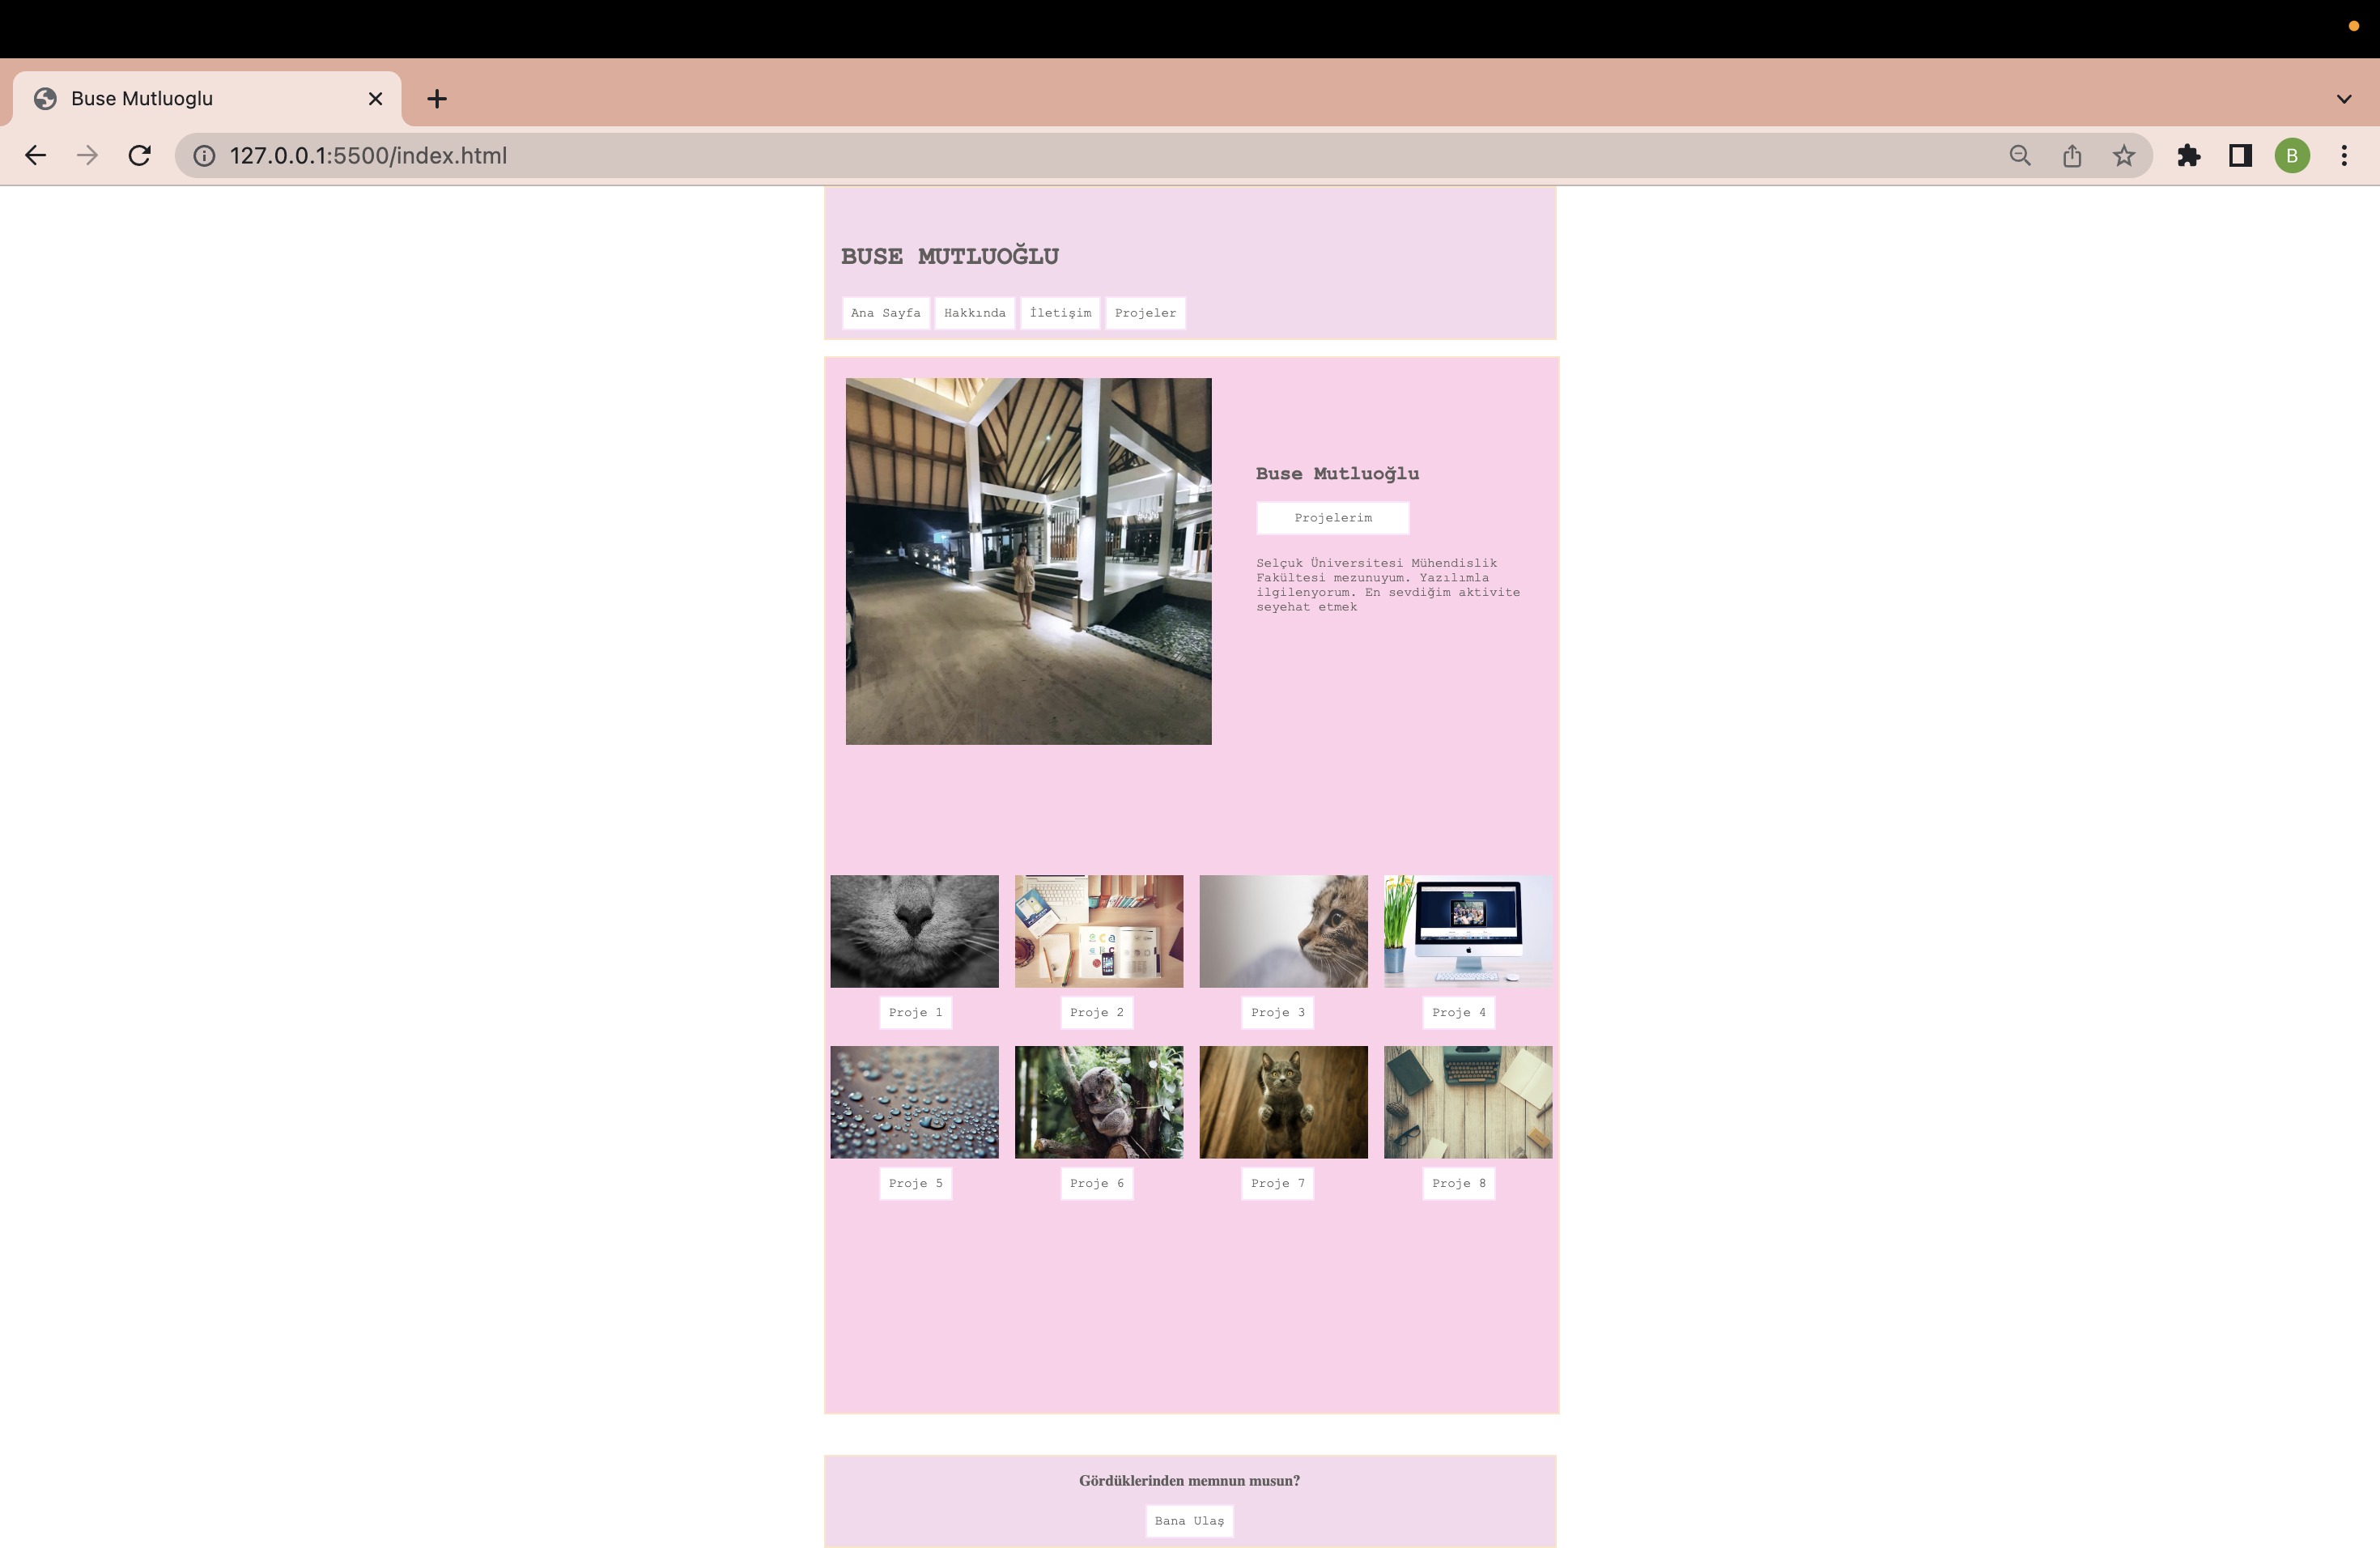 Buse Mutluoglu
127.0.0.1:5500/index.html
B
BUSE MUTLUOĞLU
Ana Sayfa Hakkında İletişim Projeler
Buse Mutluoğlu
Projelerim
Selçuk Üniversitesi Mühendislik
Fakültesi mezunuyum. Yazılımla
ilgilenyorum. En sevdiğim aktivite
seyehat etmek
Proje 1 Proje 2 Proje 3 Proje 4
Proje 5 Proje 6 Proje 7 Proje 8
Gördüklerinden memnun musun?
Bana Ulaş